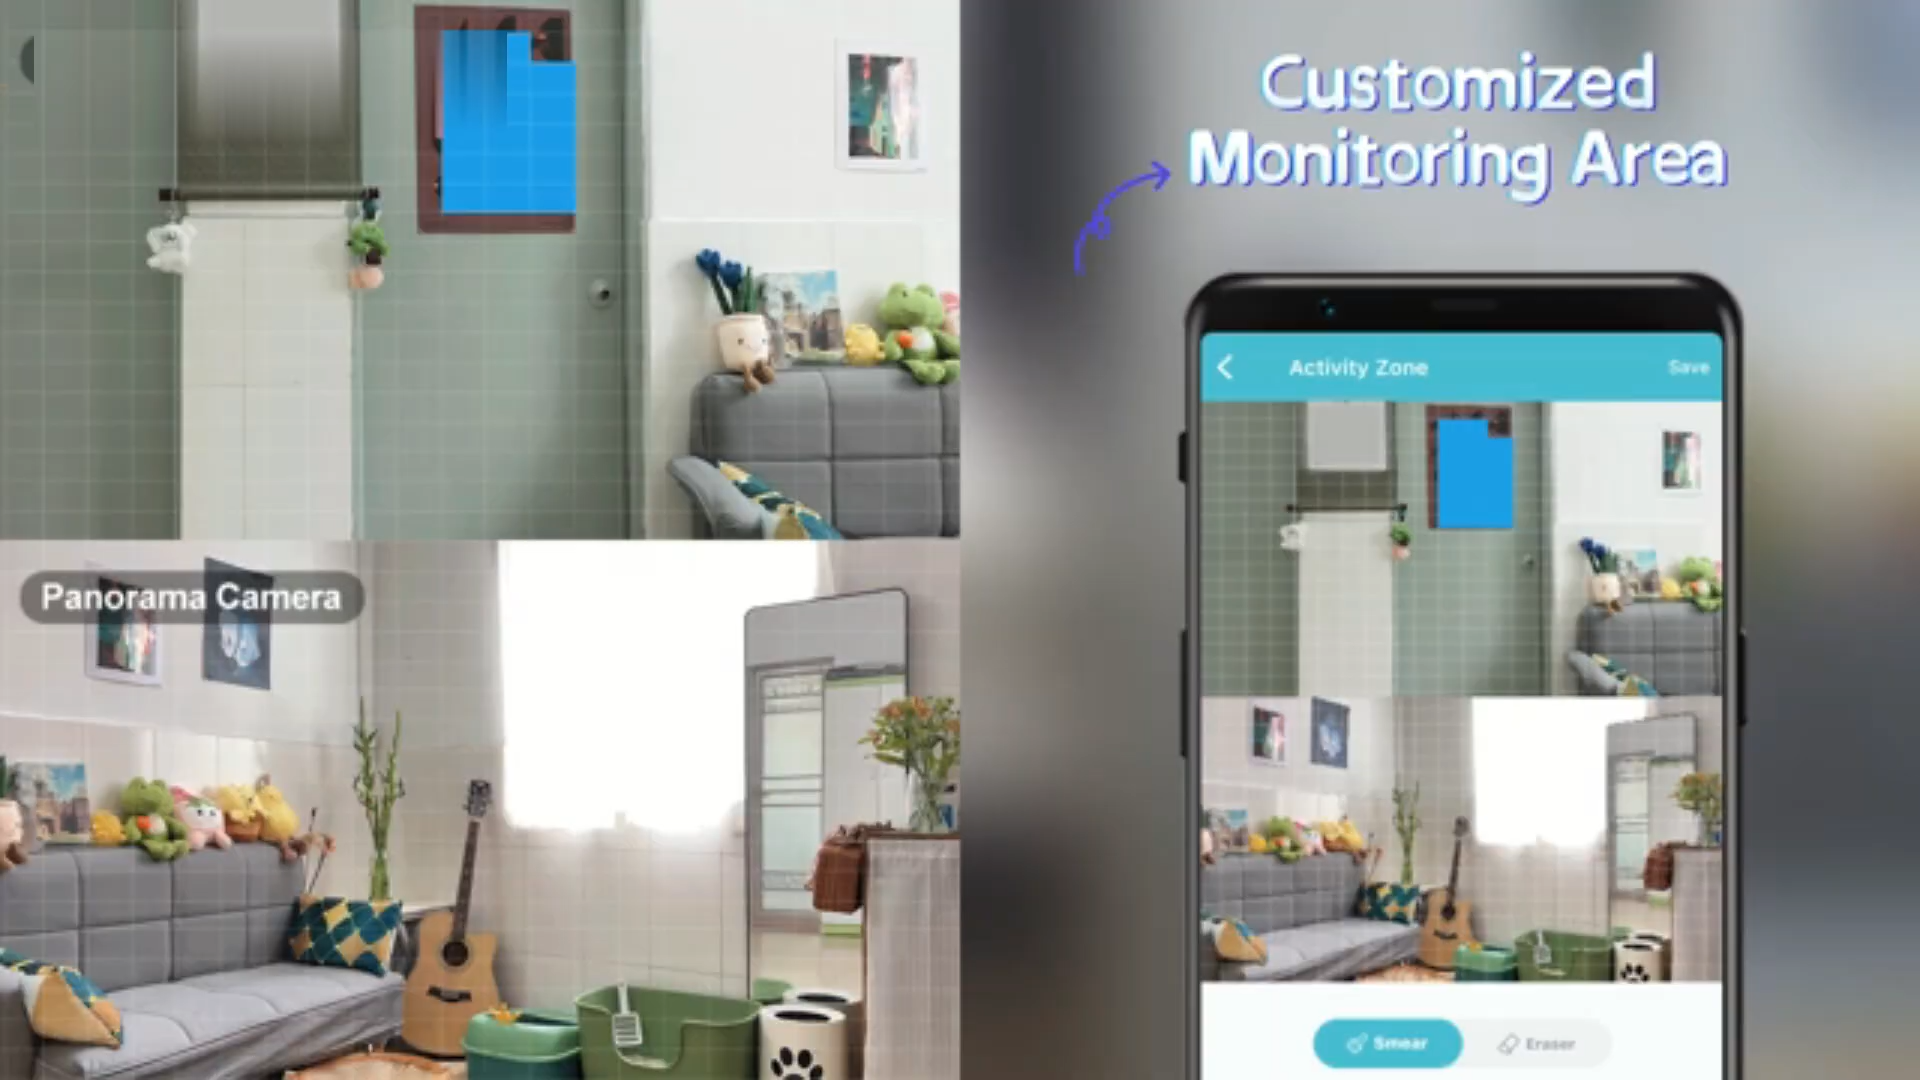 Customized
Monitoring Area
Activity Zone
Save
Panorama Camera
Smear
Eraser